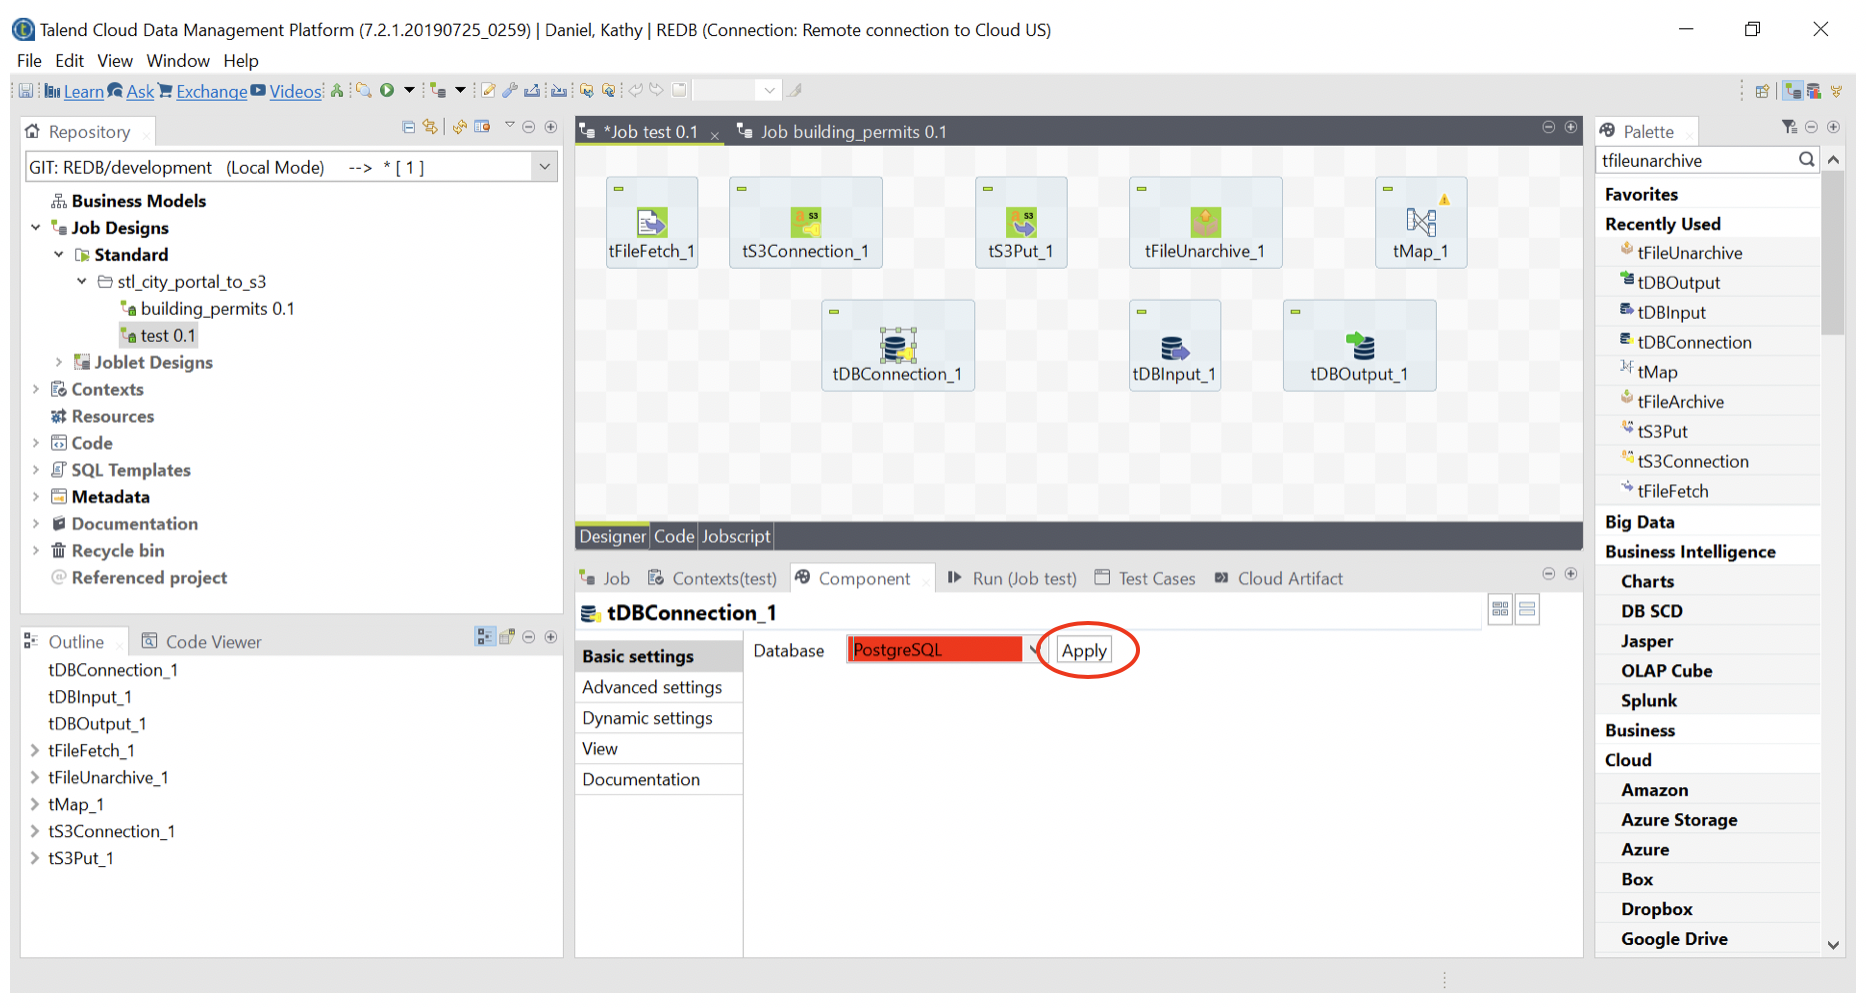 Talend Cloud Data Management Platform (7.2.1.20190725_0259) | Daniel, Kathy | REDB (Connection: Remote connection to Cloud US)
File Edit View Window Help
Learn Ask Exchange Videos
Repository
GIT: REDB/development (Local Mode) --> * [ 1 ]
Business Models
Job Designs
Standard
stl_city_portal_to_s3
building_permits 0.1
test 0.1
Joblet Designs
Contexts
Resources
Code
SQL Templates
Metadata
Documentation
Recycle bin
Referenced project
Outline Code Viewer
tDBConnection_1
tDBInput_1
tDBOutput_1
tFileFetch_1
tFileUnarchive_1
tMap_1
tS3Connection_1
tS3Put_1
*Job test 0.1 Job building_permits 0.1
tFileFetch_1 tS3Connection_1 tS3Put_1 tFileUnarchive_1 tMap_1
tDBConnection_1 tDBInput_1 tDBOutput_1
Designer Code Jobscript
Job Contexts(test) Component Run (Job test) Test Cases Cloud Artifact
tDBConnection_1
Basic settings
Advanced settings
Dynamic settings
View
Documentation
Database PostgreSQL Apply
Palette
tfileunarchive
Favorites
Recently Used
tFileUnarchive
tDBOutput
tDBInput
tDBConnection
tMap
tFileArchive
tS3Put
tS3Connection
tFileFetch
Big Data
Business Intelligence
Charts
DB SCD
Jasper
OLAP Cube
Splunk
Business
Cloud
Amazon
Azure Storage
Azure
Box
Dropbox
Google Drive